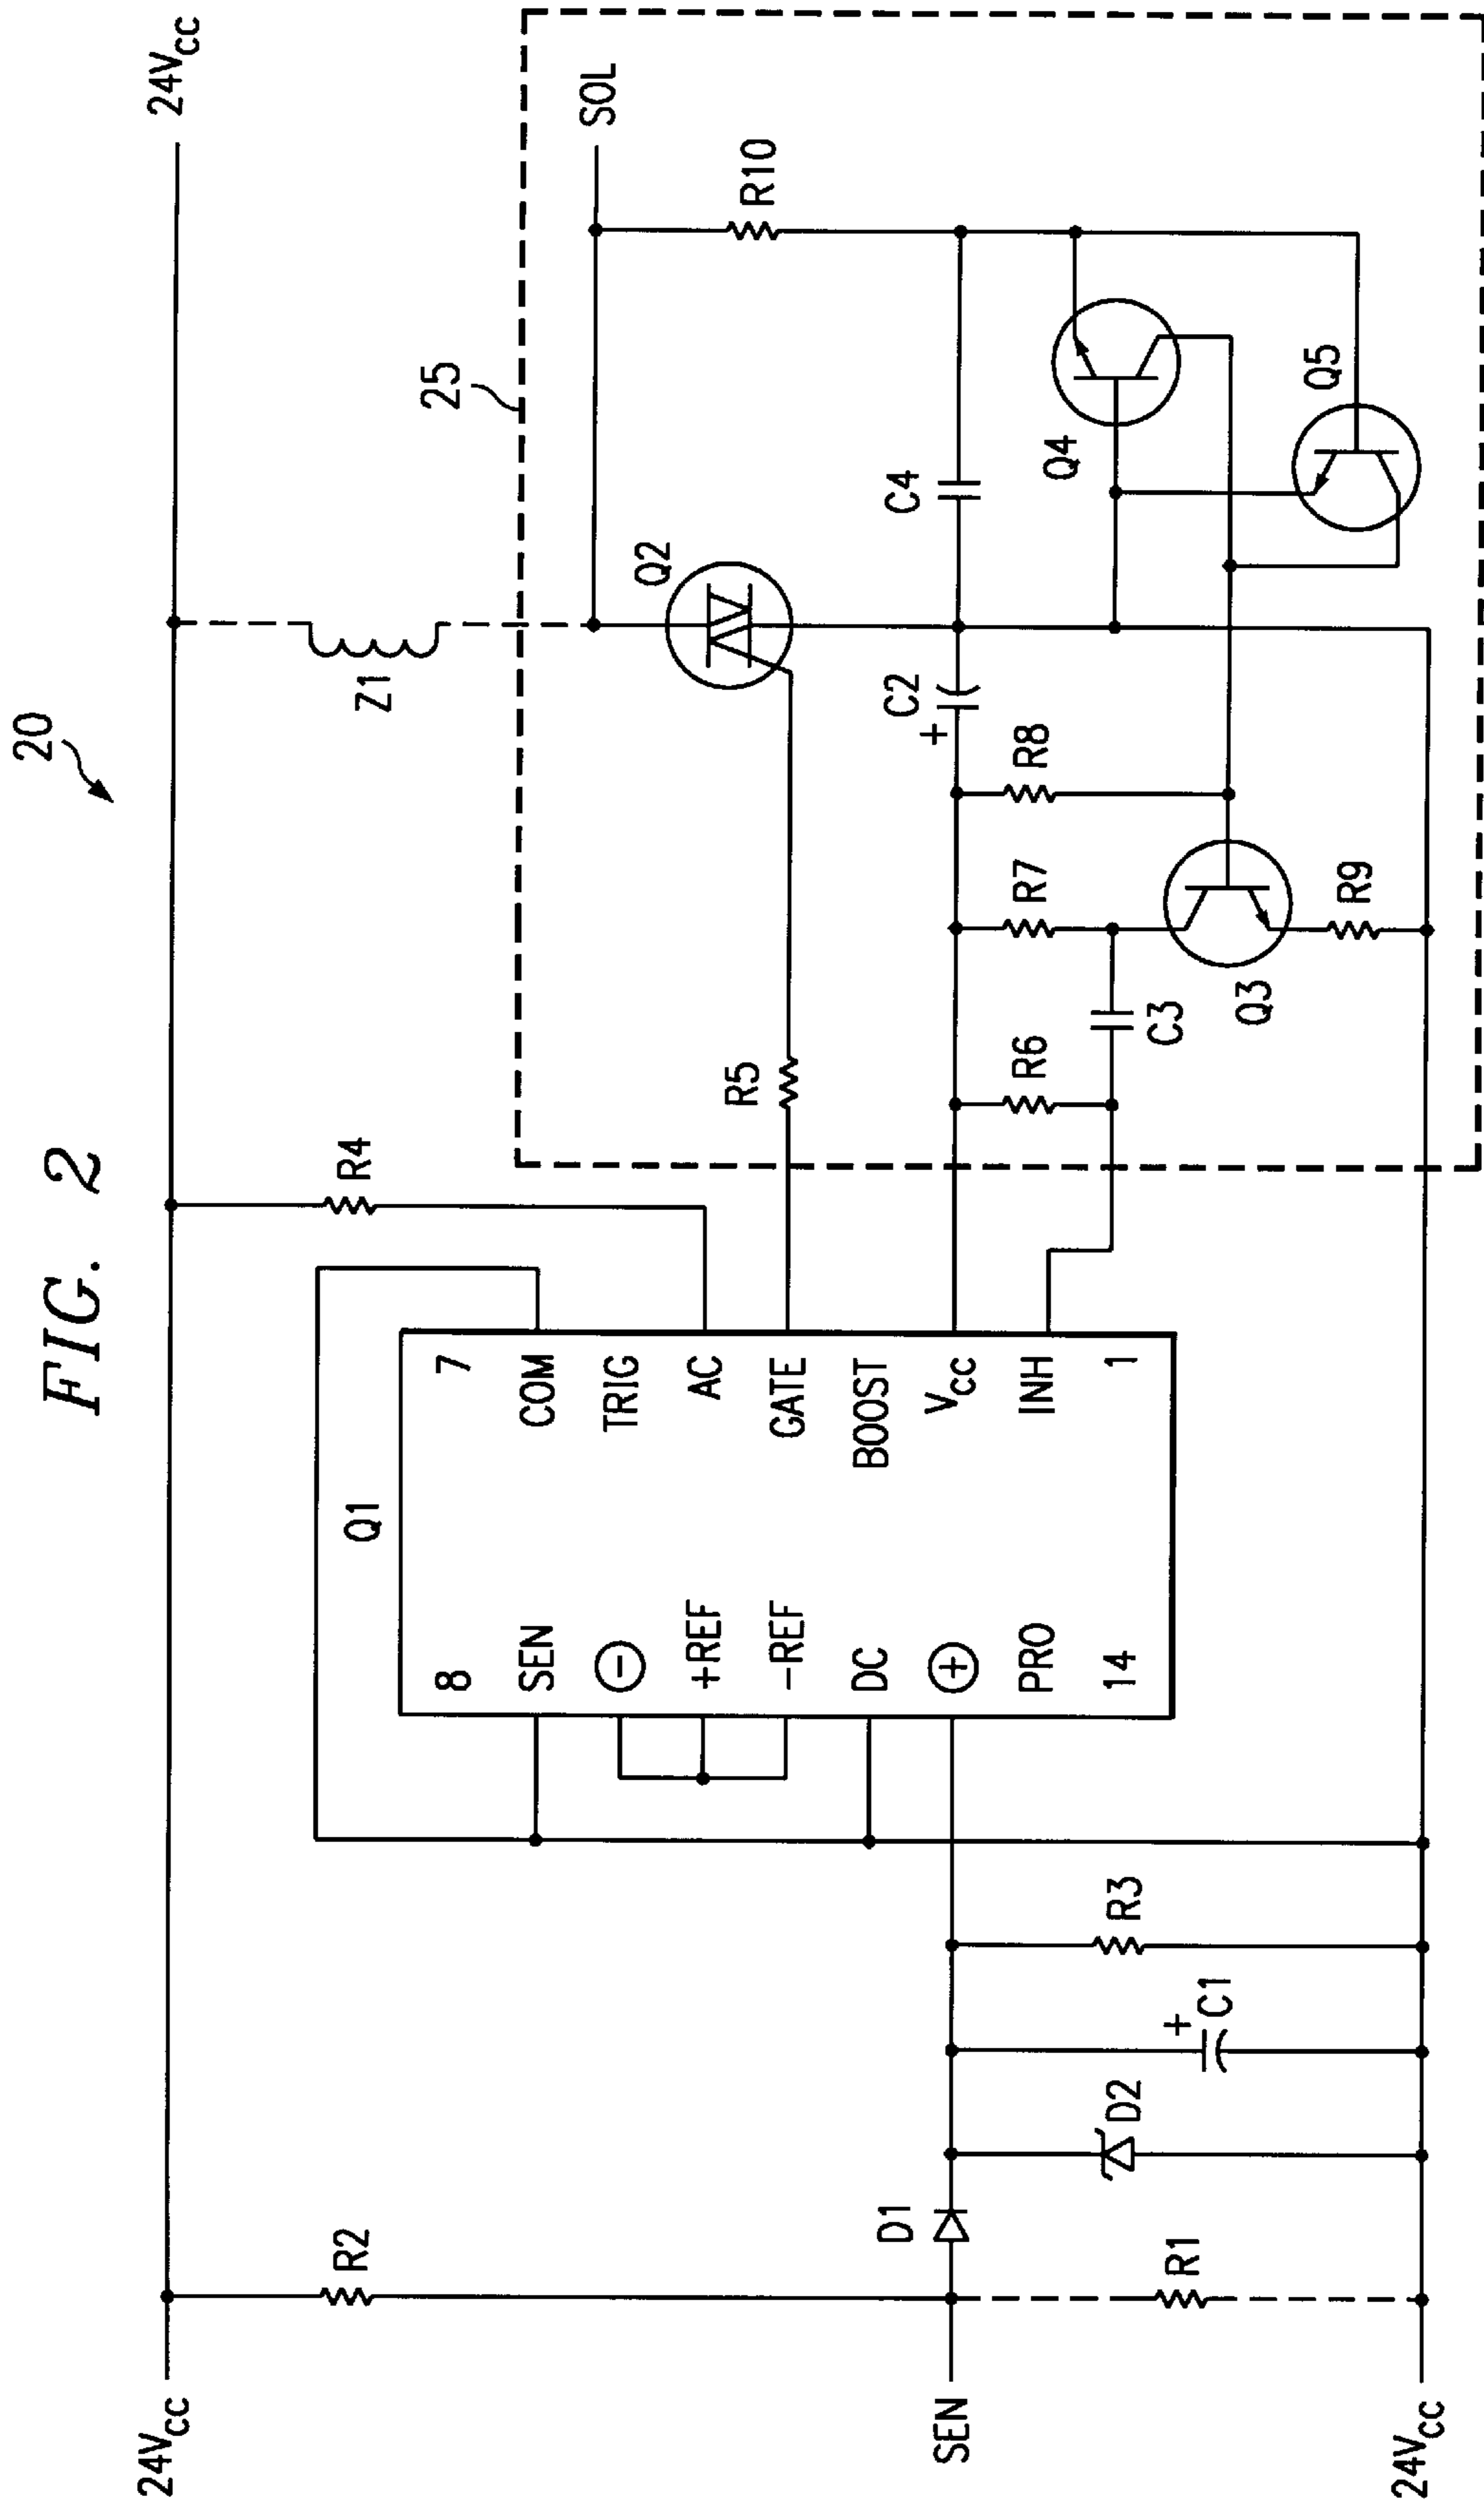 FIG. 2
20
24Vcc
24Vcc
R2
R4
Z1
25
SOL
Q1
8
7
SEN
COM
⊖
TRIG
+REF
AC
-REF
GATE
DC
BOOST
⊕
Vcc
PRO
INH
14
1
R5
Q2
R10
SEN
D1
D2
+
C1
R3
R1
24Vcc
R6
R7
R8
+
C2
C4
C3
Q3
R9
Q4
Q5